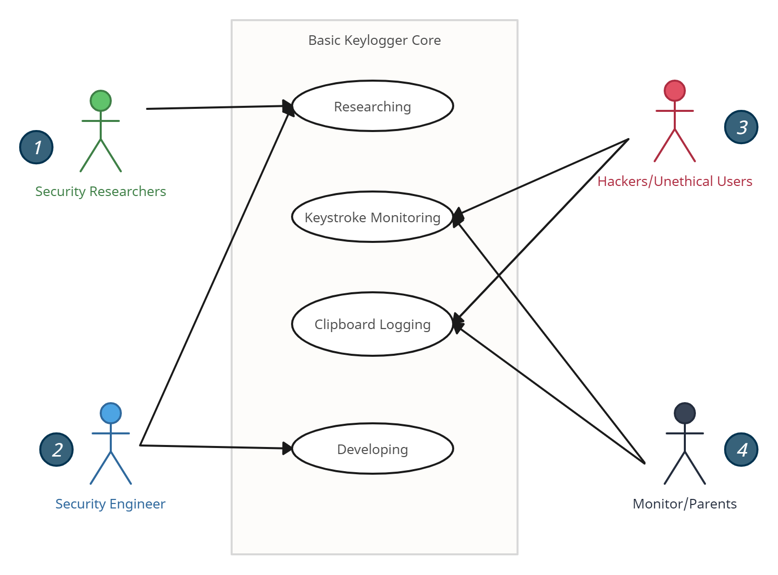 Basic Keylogger Core
Researching
1
Security Researchers
3
Hackers/Unethical Users
Keystroke Monitoring
Clipboard Logging
Developing
2
Security Engineer
4
Monitor/Parents